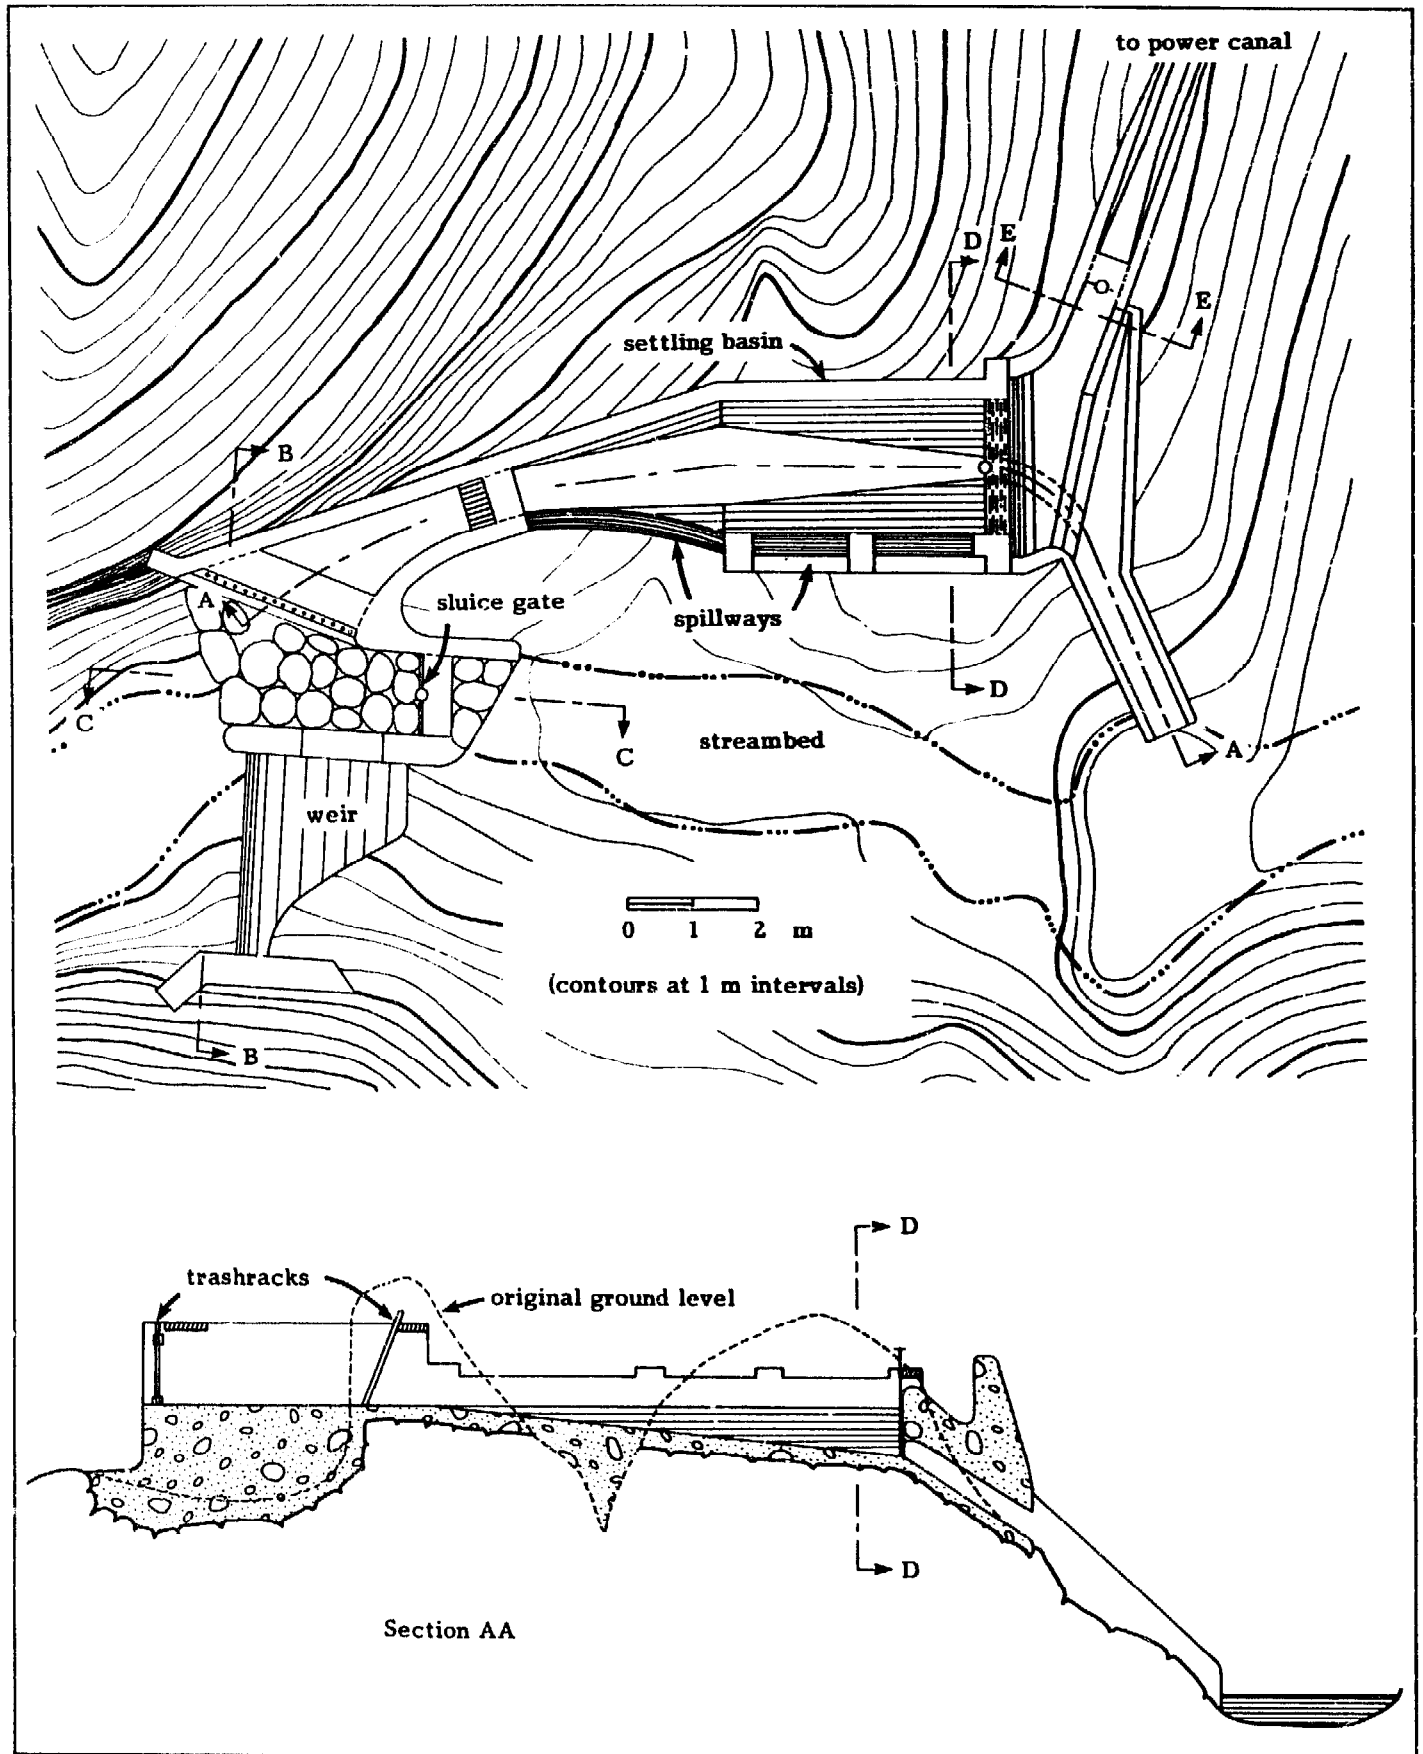 to power canal
D E
E
settling basin
B
A
sluice gate
spillways
C
D
C
streambed
A
weir
0 1 2 m
(contours at 1 m intervals)
B
D
trashracks
original ground level
D
Section AA